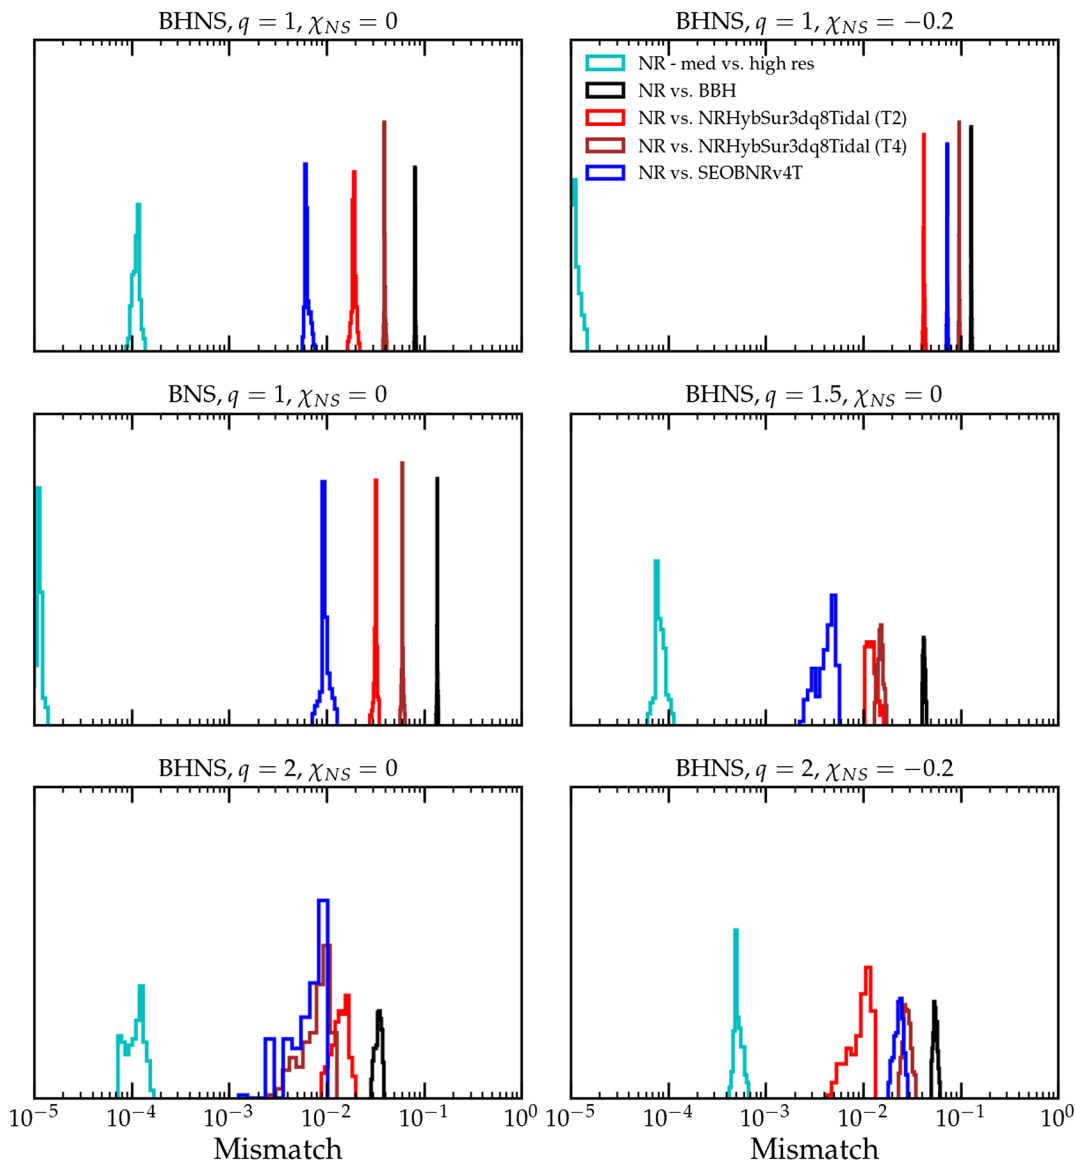 BHNS, q = 1, χNS = 0
BHNS, q = 1, χNS = −0.2
NR - med vs. high res
NR vs. BBH
NR vs. NRHybSur3dq8Tidal (T2)
NR vs. NRHybSur3dq8Tidal (T4)
NR vs. SEOBNRv4T
BNS, q = 1, χNS = 0
BHNS, q = 1.5, χNS = 0
BHNS, q = 2, χNS = 0
BHNS, q = 2, χNS = −0.2
10⁻⁵ 10⁻⁴ 10⁻³ 10⁻² 10⁻¹ 10⁰
10⁻⁵ 10⁻⁴ 10⁻³ 10⁻² 10⁻¹ 10⁰
Mismatch
Mismatch